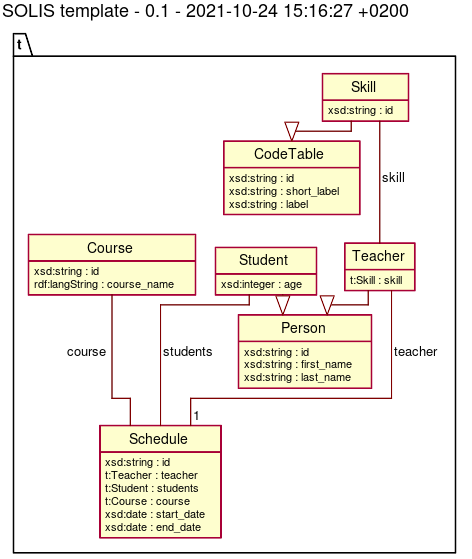 SOLIS template - 0.1 - 2021-10-24 15:16:27 +0200
t
Skill
xsd:string : id
CodeTable
xsd:string : id
xsd:string : short_label
xsd:string : label
skill
Course
xsd:string : id
rdf:langString : course_name
Student
xsd:integer : age
Teacher
t:Skill : skill
Person
xsd:string : id
xsd:string : first_name
xsd:string : last_name
course
students
teacher
1
Schedule
xsd:string : id
t:Teacher : teacher
t:Student : students
t:Course : course
xsd:date : start_date
xsd:date : end_date